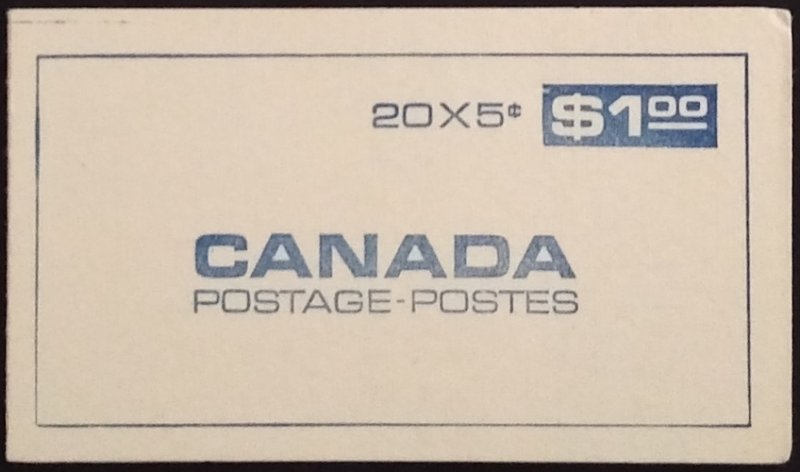 20X5¢ $1.00
CANADA
POSTAGE-POSTES